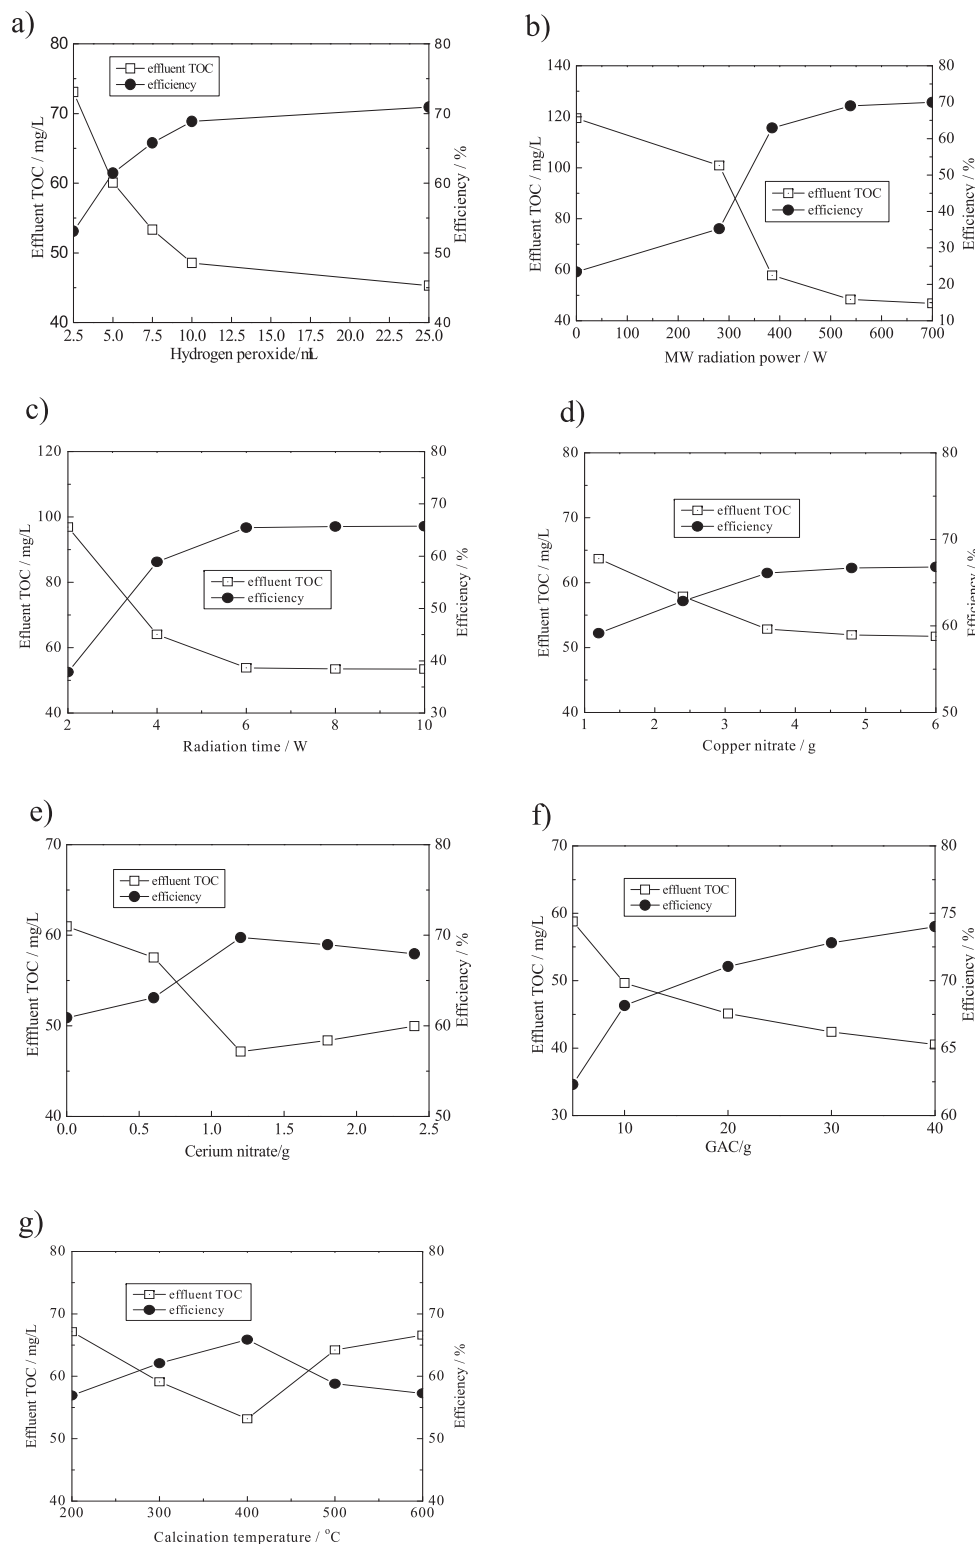 a)
80
70
60
50
40
Effluent TOC / mg/L
effluent TOC
efficiency
80
70
60
50
40
Efficiency / %
2.5 5.0 7.5 10.0 12.5 15.0 17.5 20.0 22.5 25.0
Hydrogen peroxide/mL
b)
140
120
100
80
60
40
Effluent TOC / mg/L
effluent TOC
efficiency
80
70
60
50
40
30
20
10
Efficiency / %
0 100 200 300 400 500 600 700
MW radiation power / W
c)
120
100
80
60
40
Efluent TOC / mg/L
effluent TOC
efficiency
80
70
60
50
40
30
Efficiency / %
2 4 6 8 10
Radiation time / W
d)
80
70
60
50
40
Effluent TOC / mg/L
effluent TOC
efficiency
80
70
60
50
Efficiency / %
1 2 3 4 5 6
Copper nitrate / g
e)
70
60
50
40
Efffluent TOC / mg/L
effluent TOC
efficiency
80
70
60
50
Efficiency / %
0.0 0.5 1.0 1.5 2.0 2.5
Cerium nitrate/g
f)
70
60
50
40
30
Effluent TOC / mg/L
effluent TOC
efficiency
80
75
70
65
60
Efficiency / %
10 20 30 40
GAC/g
g)
80
70
60
50
40
Effluent TOC / mg/L
effluent TOC
efficiency
80
70
60
50
40
Efficiency / %
200 300 400 500 600
Calcination temperature / °C